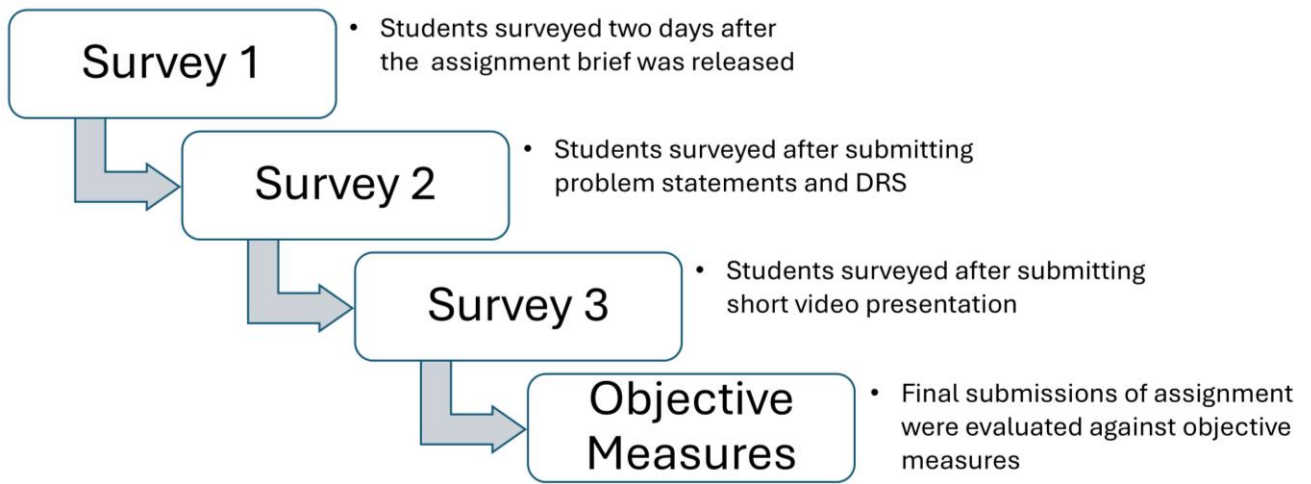 Survey 1
• Students surveyed two days after
the assignment brief was released
Survey 2
• Students surveyed after submitting
problem statements and DRS
Survey 3
• Students surveyed after submitting
short video presentation
Objective
Measures
• Final submissions of assignment
were evaluated against objective
measures